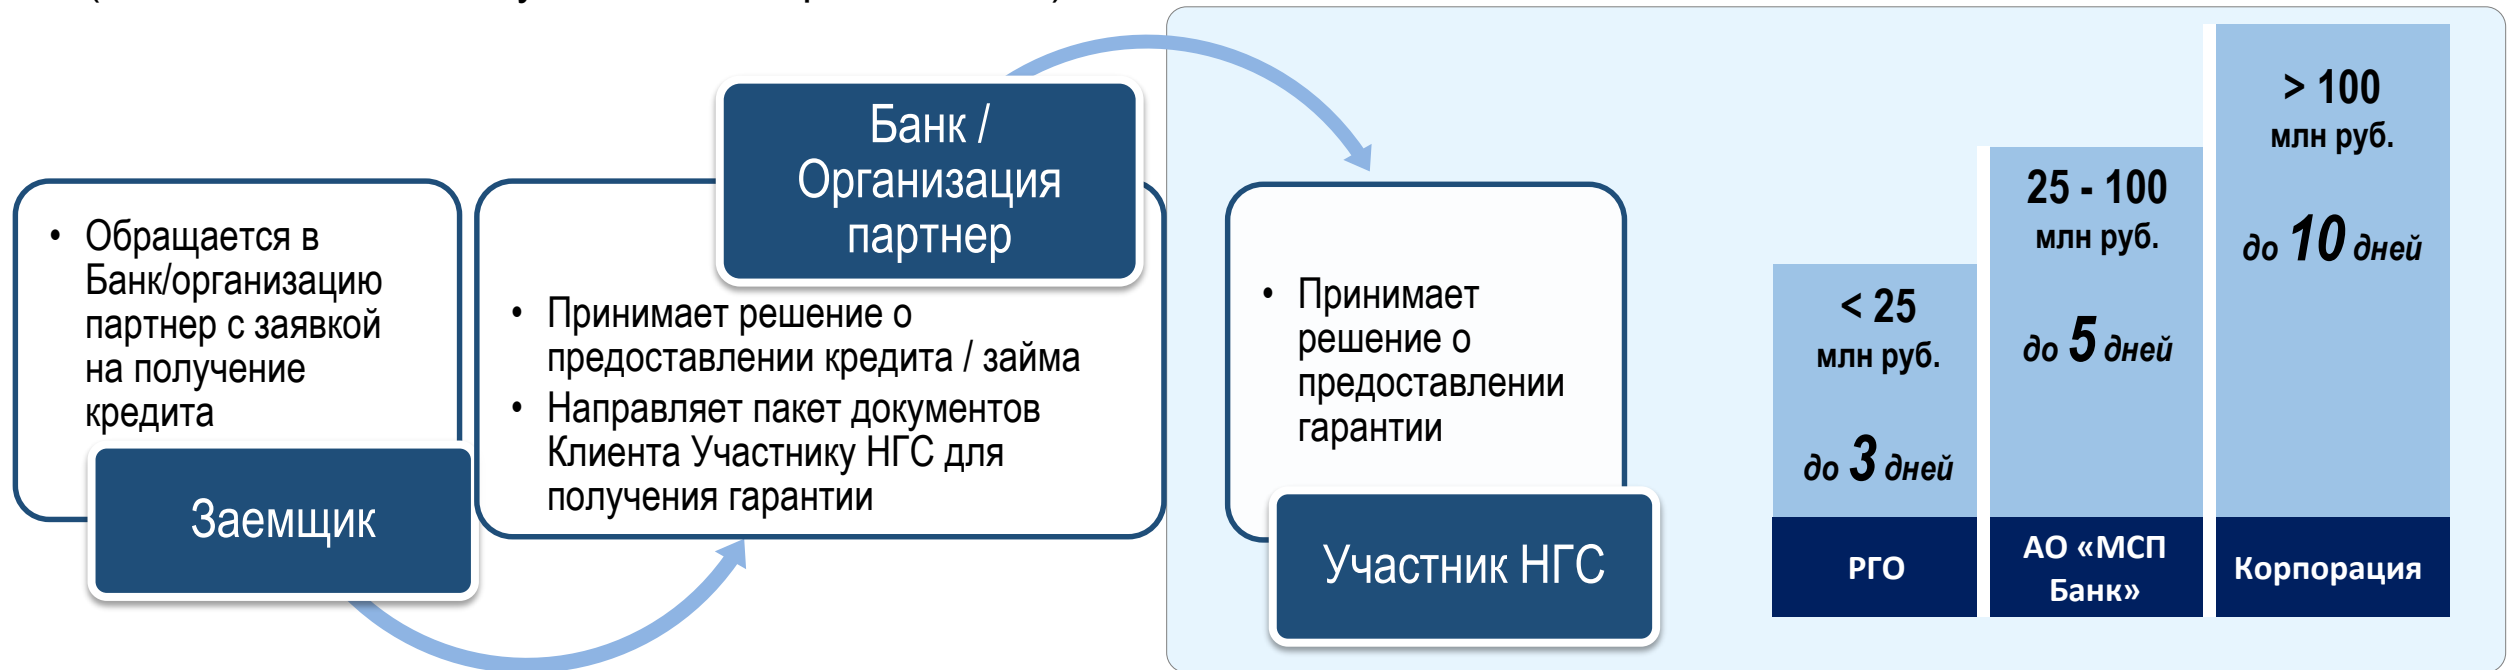 Банк /
Организация
партнер
• Обращается в
Банк/организацию
партнер с заявкой
на получение
кредита
Заемщик
• Принимает решение о
предоставлении кредита / займа
• Направляет пакет документов
Клиента Участнику НГС для
получения гарантии
• Принимает
решение о
предоставлении
гарантии
Участник НГС
< 25
млн руб.
до 3 дней
РГО
25 - 100
млн руб.
до 5 дней
АО «МСП
Банк»
> 100
млн руб.
до 10 дней
Корпорация